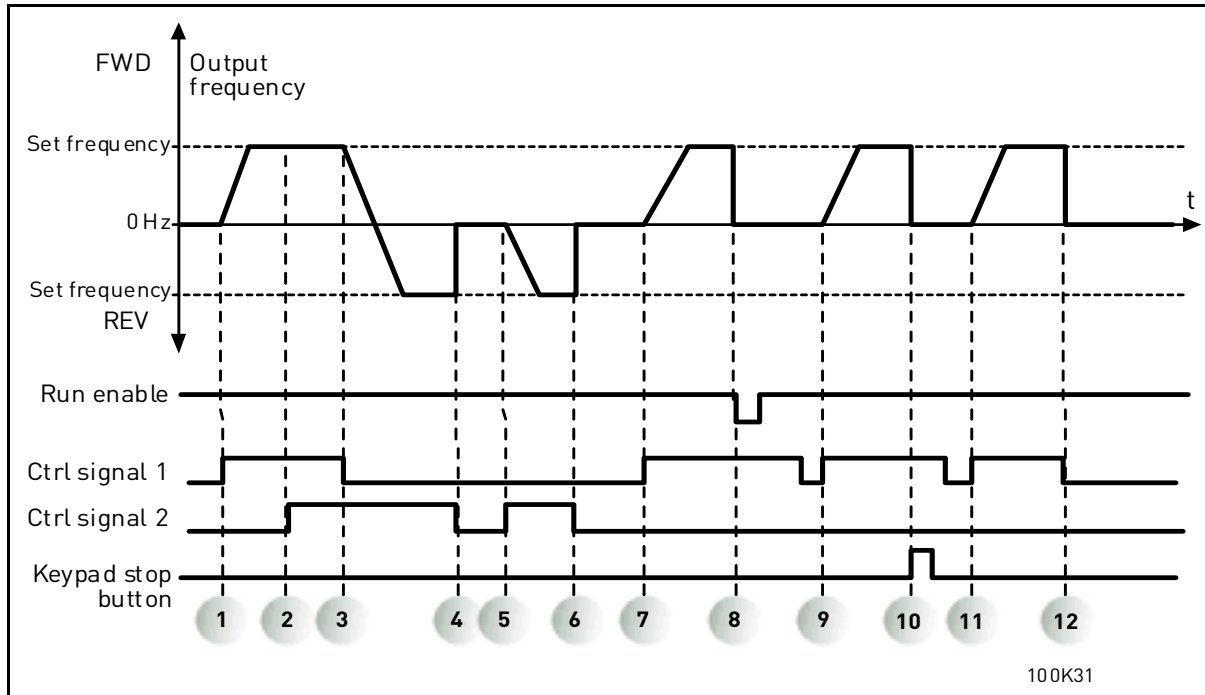 FWD
Output
frequency
Set frequency
0 Hz
t
Set frequency
REV
Run enable
Ctrl signal 1
Ctrl signal 2
Keypad stop
button
1 2 3 4 5 6 7 8 9 10 11 12
100K31